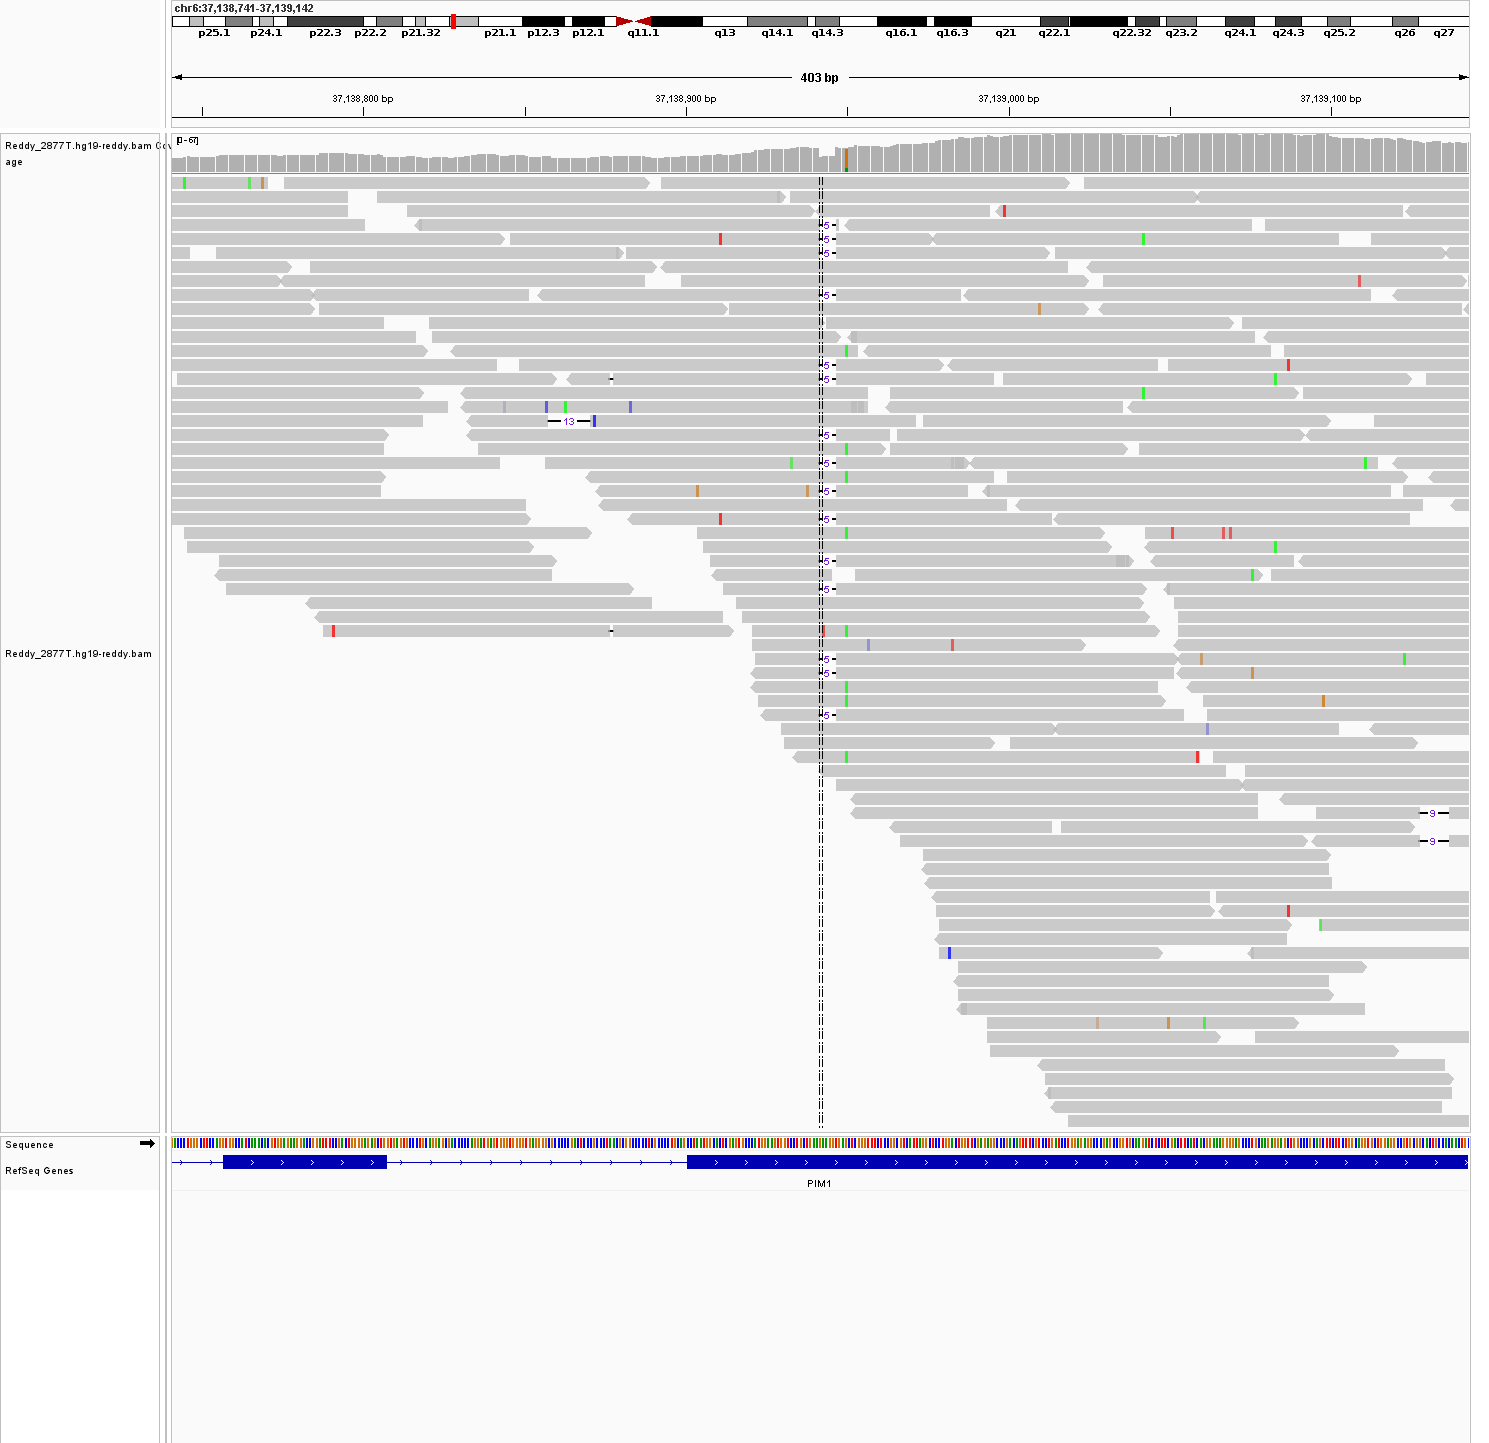 chr6:37,138,741-37,139,142
p25.1 p24.1 p22.3 p22.2 p21.32 p21.1 p12.3 p12.1 q11.1 q13 q14.1 q14.3 q16.1 q16.3 q21 q22.1 q22.32 q23.2 q24.1 q24.3 q25.2 q26 q27
403 bp
37,138,800 bp 37,138,900 bp 37,139,000 bp 37,139,100 bp
[0-67]
Reddy_2877T.hg19-reddy.bam Cov
age
5
5
5
5
5
5
13
5
5
5
5
5
5
Reddy_2877T.hg19-reddy.bam
5
5
5
9
9
Sequence
RefSeq Genes
PIM1